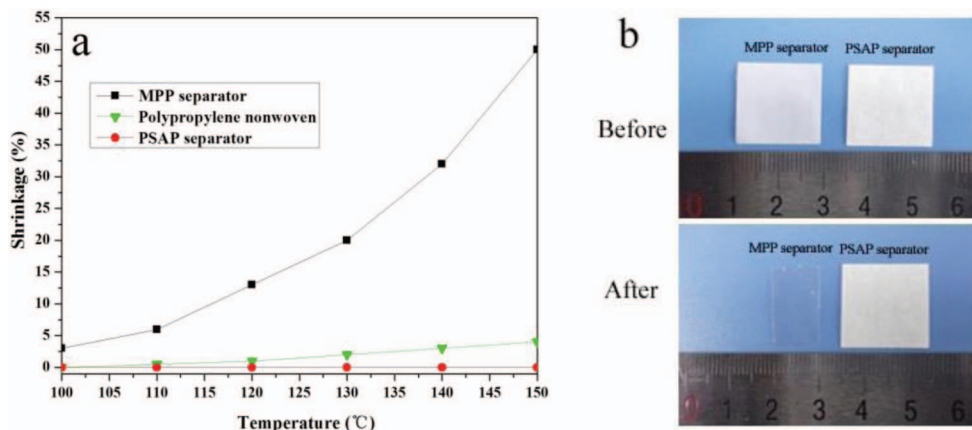 a
55
50
45
40
35
30
25
20
15
10
5
0
Shrinkage (%)
MPP separator
Polypropylene nonwoven
PSAP separator
100 105 110 115 120 125 130 135 140 145 150
Temperature (℃)
b
Before
MPP separator PSAP separator
0 1 2 3 4 5 6
After
MPP separator PSAP separator
0 1 2 3 4 5 6